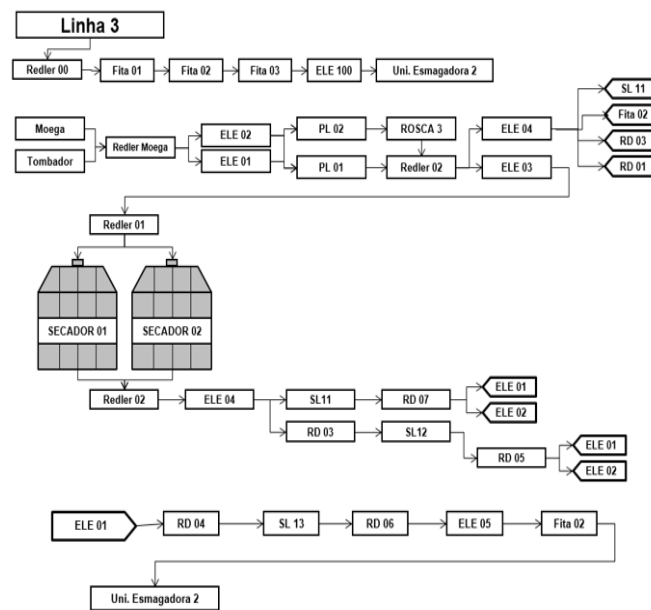 Linha 3
Redler 00
Fita 01
Fita 02
Fita 03
ELE 100
Uni. Esmagadora 2
Moega
Tombador
Redler Moega
ELE 02
ELE 01
PL 02
PL 01
ROSCA 3
Redler 02
ELE 04
ELE 03
SL 11
Fita 02
RD 03
RD 01
Redler 01
SECADOR 01
SECADOR 02
Redler 02
ELE 04
SL11
RD 07
ELE 01
ELE 02
RD 03
SL12
RD 05
ELE 01
ELE 02
ELE 01
RD 04
SL 13
RD 06
ELE 05
Fita 02
Uni. Esmagadora 2